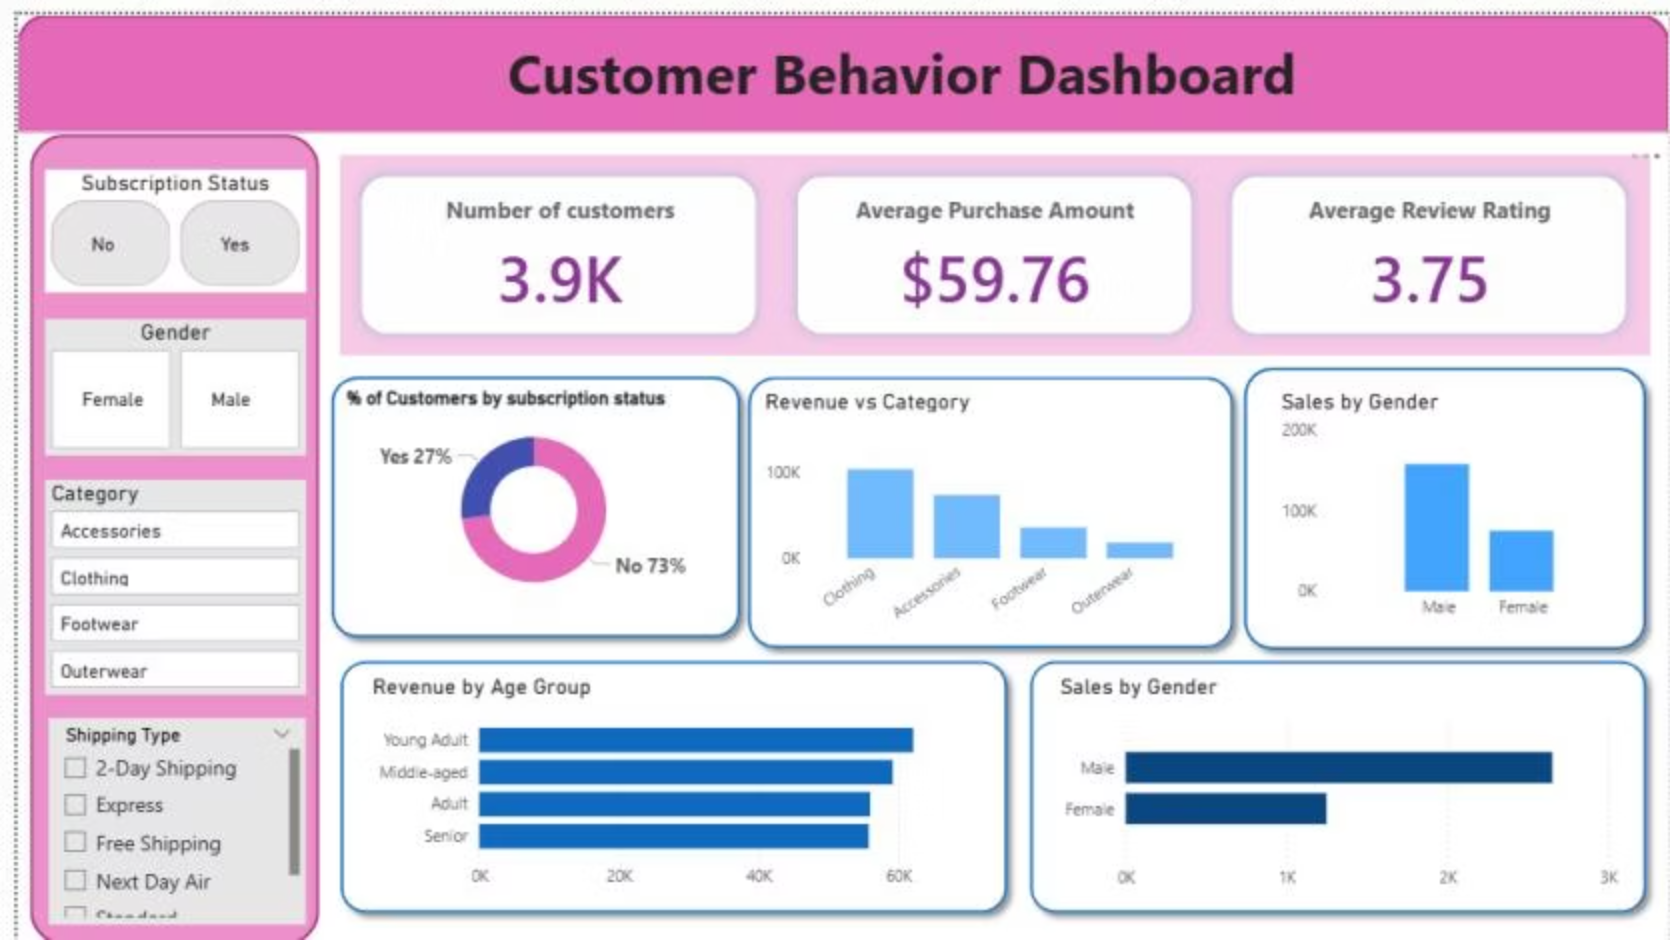 Customer Behavior Dashboard
Subscription Status
No
Yes
Gender
Female
Male
Category
Accessories
Clothing
Footwear
Outerwear
Shipping Type
2-Day Shipping
Express
Free Shipping
Next Day Air
Standard
Number of customers
3.9K
Average Purchase Amount
$59.76
Average Review Rating
3.75
% of Customers by subscription status
Yes 27%
No 73%
Revenue vs Category
100K
0K
Clothing
Accessories
Footwear
Outerwear
Sales by Gender
200K
100K
0K
Male
Female
Revenue by Age Group
Young Adult
Middle-aged
Adult
Senior
0K
20K
40K
60K
Sales by Gender
Male
Female
0K
1K
2K
3K